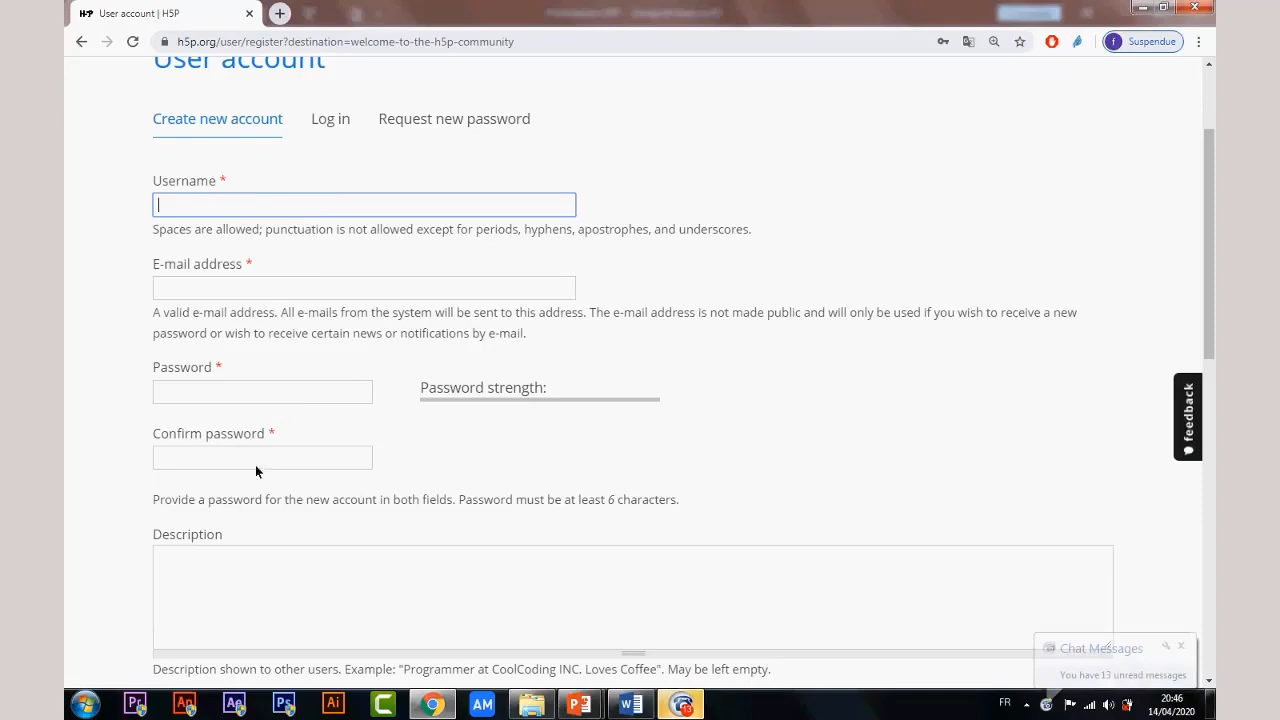 H-P User account | H5P
h5p.org/user/register?destination=welcome-to-the-h5p-community
f Suspendue
User account
Create new account Log in Request new password
Username *
Spaces are allowed; punctuation is not allowed except for periods, hyphens, apostrophes, and underscores.
E-mail address *
A valid e-mail address. All e-mails from the system will be sent to this address. The e-mail address is not made public and will only be used if you wish to receive a new
password or wish to receive certain news or notifications by e-mail.
Password *
Password strength:
feedback
Confirm password *
Provide a password for the new account in both fields. Password must be at least 6 characters.
Description
Chat Messages
You have 13 unread messages
Description shown to other users. Example: "Programmer at CoolCoding INC. Loves Coffee". May be left empty.
Pr An Ae Ps Ai C AM P W
FR
20:46
14/04/2020